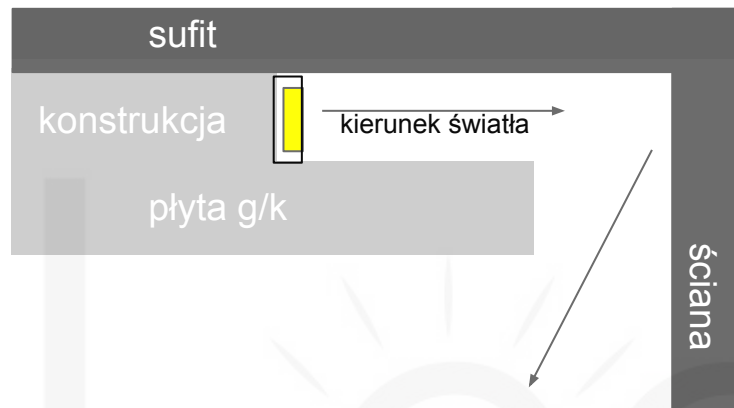 sufit
konstrukcja
kierunek światła
płyta g/k
ściana